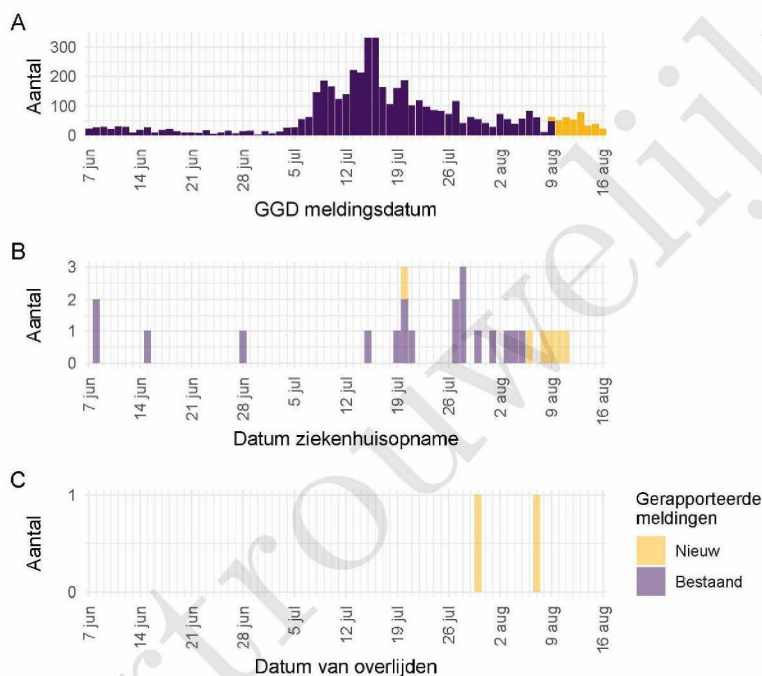 A
300
200
100
0
Aantal
7 jun
14 jun
21 jun
28 jun
5 jul
12 jul
19 jul
26 jul
2 aug
9 aug
16 aug
GGD meldingsdatum
B
3
2
1
0
Aantal
7 jun
14 jun
21 jun
28 jun
5 jul
12 jul
19 jul
26 jul
2 aug
9 aug
16 aug
Datum ziekenhuisopname
C
1
0
Aantal
7 jun
14 jun
21 jun
28 jun
5 jul
12 jul
19 jul
26 jul
2 aug
9 aug
16 aug
Datum van overlijden
Gerapporteerde
meldingen
Nieuw
Bestaand
rtrouwelij